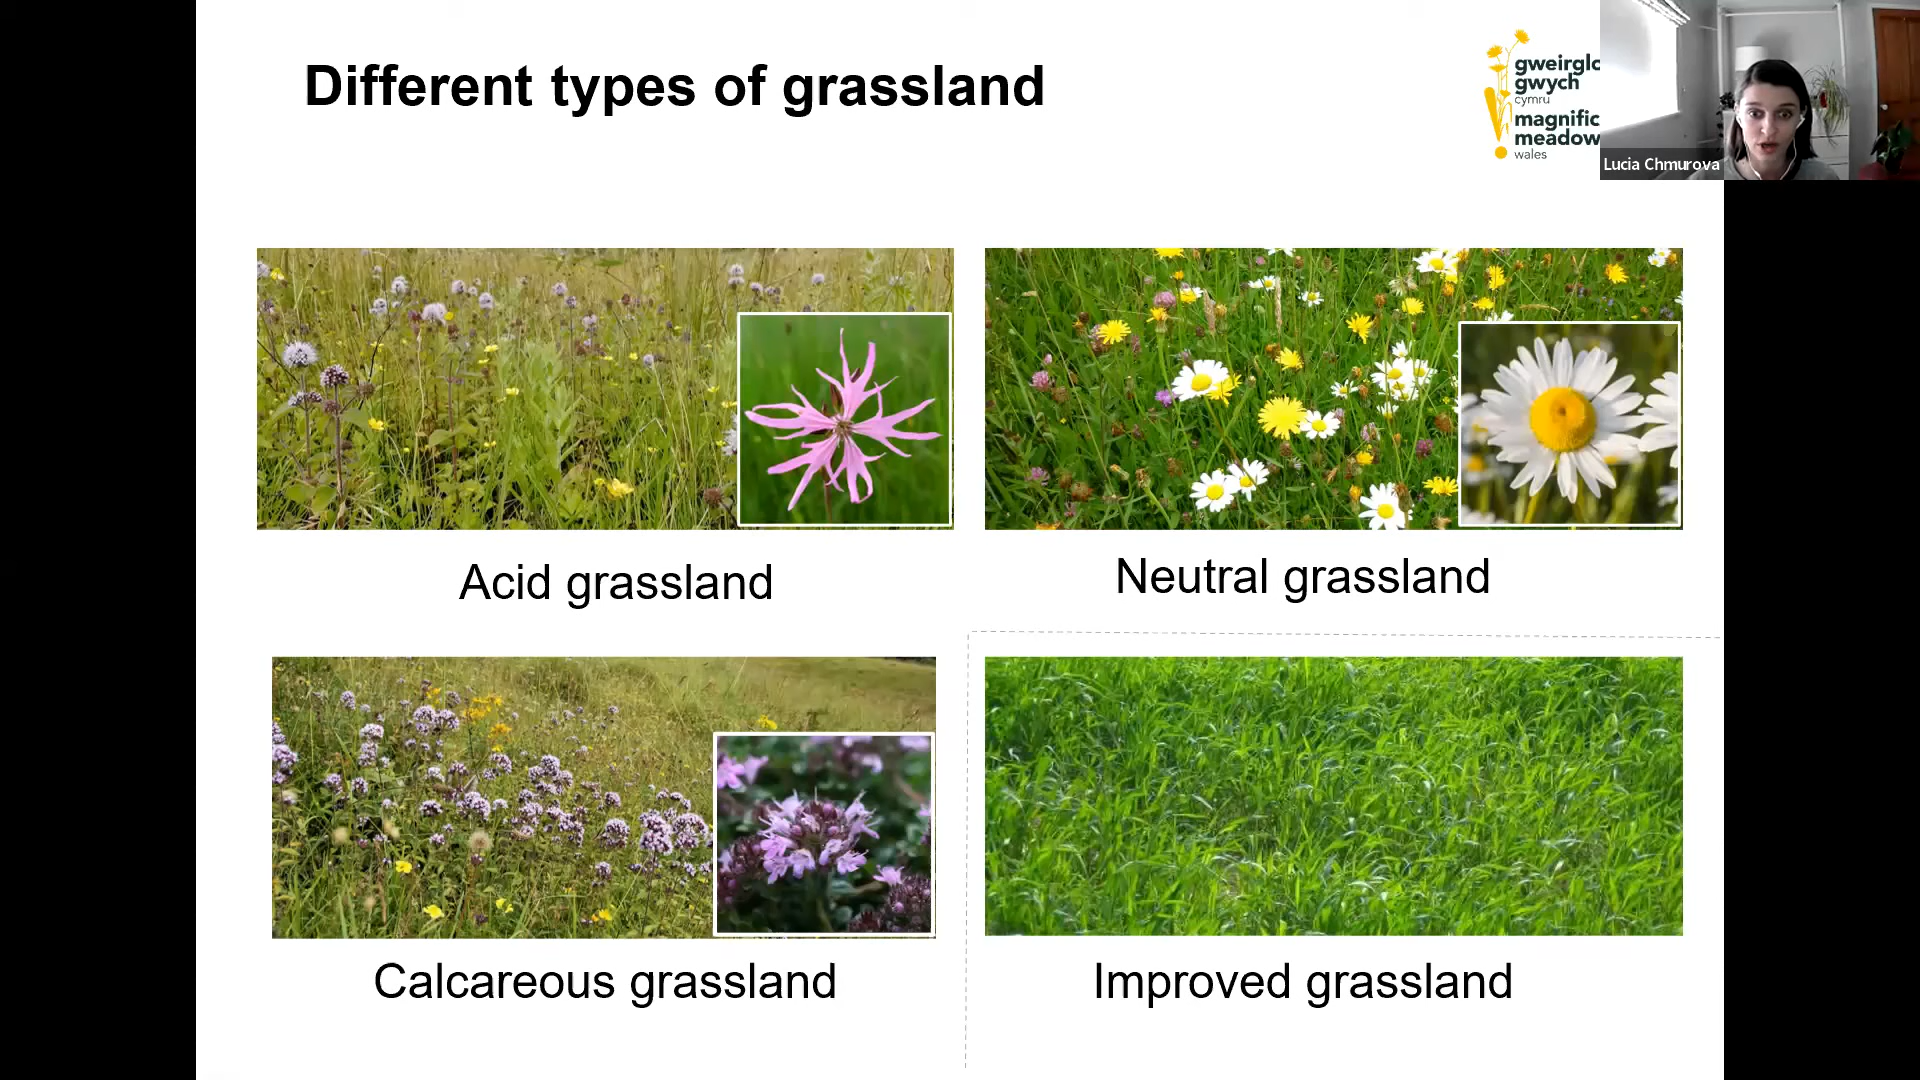 Different types of grassland
gweirglo
gwych
cymru
magnific
meadow
wales
Lucia Chmurova
Acid grassland
Neutral grassland
Calcareous grassland
Improved grassland